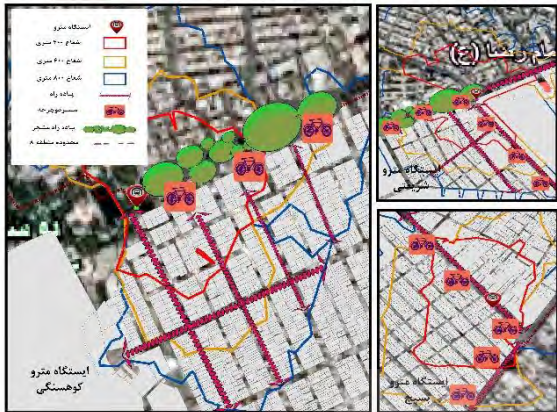 ایستگاه مترو
شعاع ۳۰۰ متری
شعاع ۶۰۰ متری
شعاع ۸۰۰ متری
پیاده راه
مسیر دوچرخه
پیاده راه مشجر
محدوده منطقه ۸
ایستگاه مترو
کوهسنگی
ایستگاه مترو
شریعتی
ایستگاه مترو
بسیج